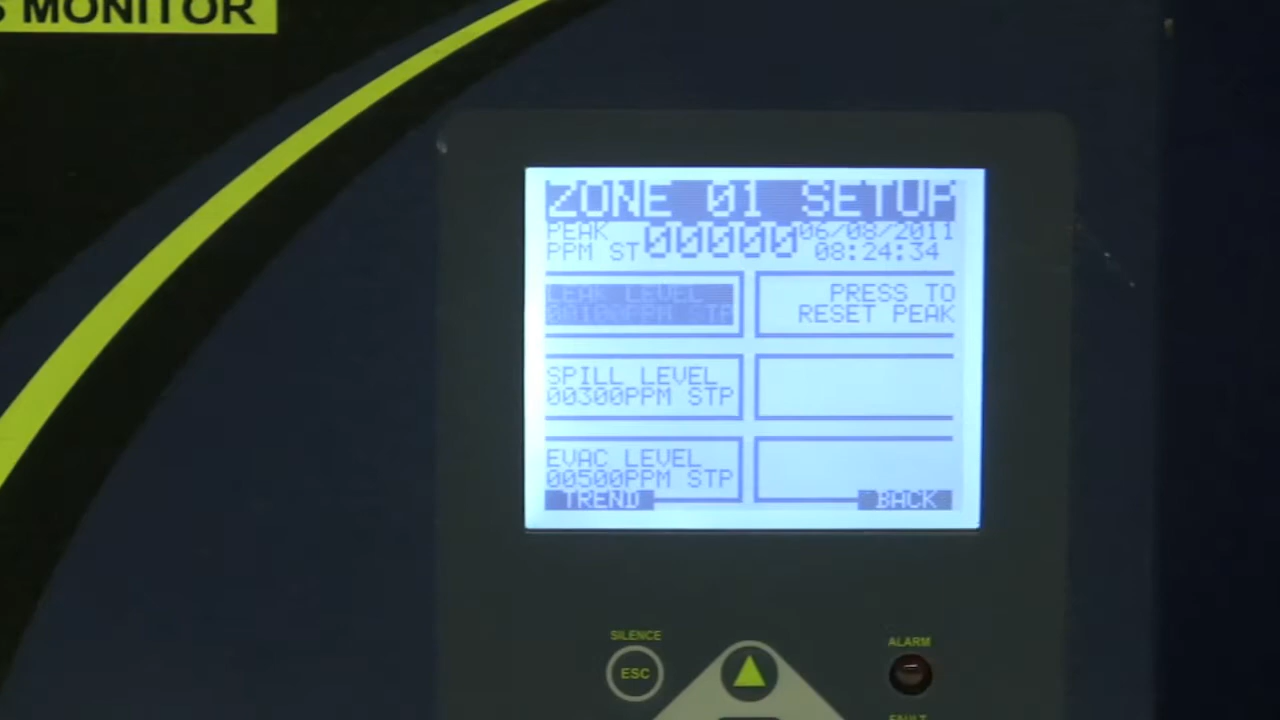 S MONITOR
ZONE 01 SETUP
PEAK 00000 06/08/2011
PPM ST 08:24:34
LEAK LEVEL
00100PPM STP
PRESS TO
RESET PEAK
SPILL LEVEL
00300PPM STP
EVAC LEVEL
00500PPM STP
TREND
BACK
SILENCE
ESC
ALARM